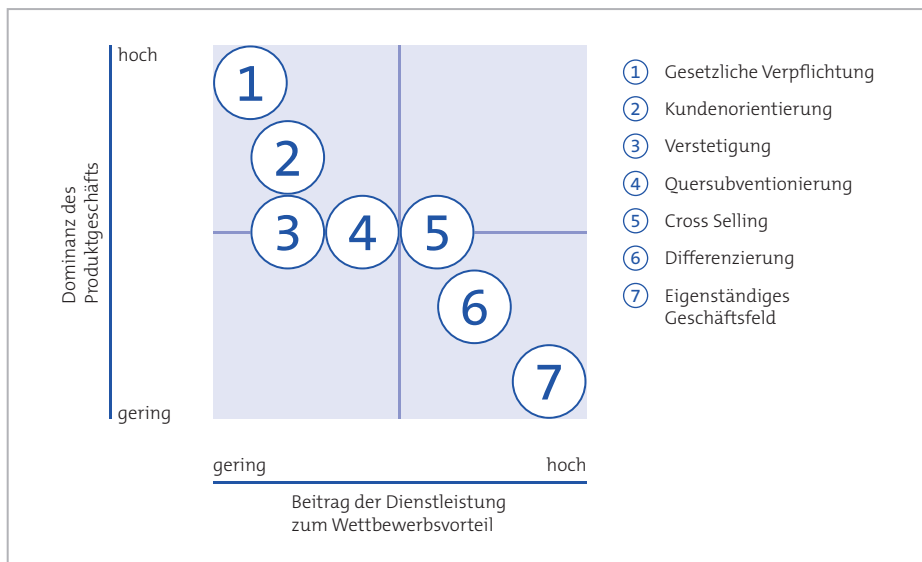 hoch
Dominanz des
Produktgeschäfts
gering
1
2
3
4
5
6
7
gering
hoch
Beitrag der Dienstleistung
zum Wettbewerbsvorteil
1 Gesetzliche Verpflichtung
2 Kundenorientierung
3 Verstetigung
4 Quersubventionierung
5 Cross Selling
6 Differenzierung
7 Eigenständiges
Geschäftsfeld